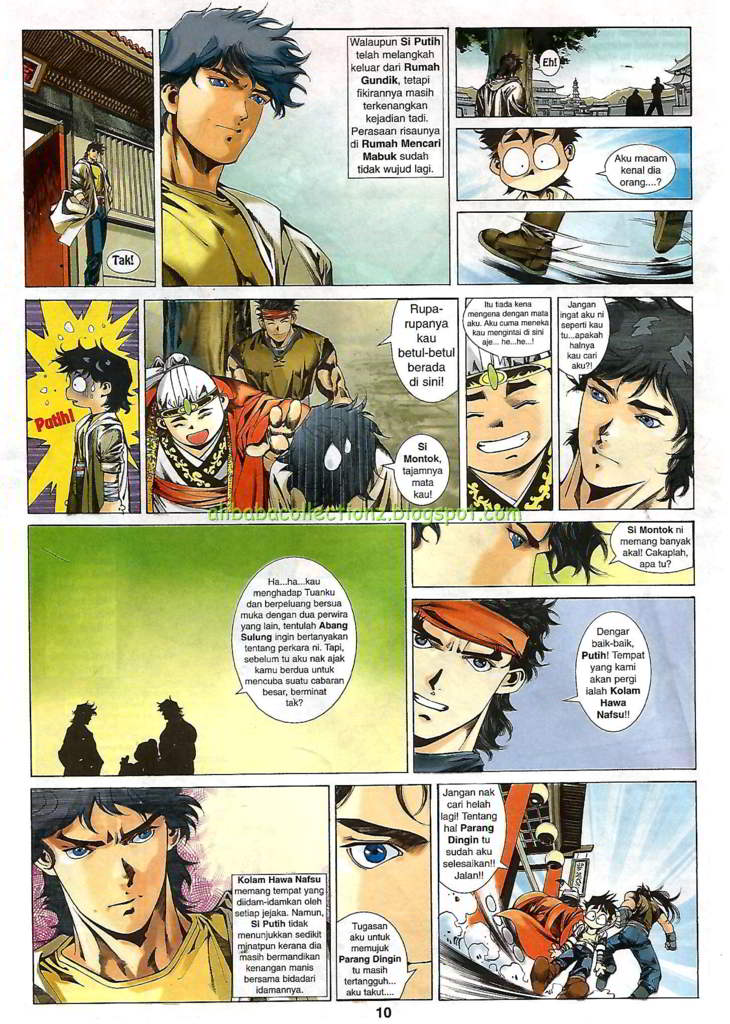 Walaupun Si Putih
telah melangkah
keluar dari Rumah
Gundik, tetapi
fikirannya masih
terkenangkan
kejadian tadi.
Perasaan risaunya
di Rumah Mencari
Mabuk sudah
tidak wujud lagi.
Tak!
Eh!
Aku macam
kenal dia
orang....?
Putih!
Rupa-
rupanya
kau
betul-betul
berada
di sini!
Si
Montok,
tajamnya
mata
kau!
Itu tiada kena
mengena dengan mata
aku. Aku cuma meneka
kau mengintai di sini
aje... he...he...!
Jangan
ingat aku ni
seperti kau
tu...apakah
halnya
kau cari
aku?!
alibabacollectionz.blogspot.com
Ha...ha...kau
menghadap Tuanku
dan berpeluang bersua
muka dengan dua perwira
yang lain, tentulah Abang
Sulung ingin bertanyakan
tentang perkara ni. Tapi,
sebelum tu aku nak ajak
kamu berdua untuk
mencuba suatu cabaran
besar, berminat
tak?
Si Montok ni
memang banyak
akal! Cakaplah,
apa tu?
Dengar
baik-baik,
Putih! Tempat
yang kami
akan pergi
ialah Kolam
Hawa
Nafsu!!
Kolam Hawa Nafsu
memang tempat yang
diidam-idamkan oleh
setiap jejaka. Namun,
Si Putih tidak
menunjukkan sedikit
minatpun kerana dia
masih bermandikan
kenangan manis
bersama bidadari
idamannya.
Tugasan
aku untuk
memujuk
Parang Dingin
tu masih
tertangguh...
aku takut....
Jangan nak
cari helah
lagi! Tentang
hal Parang
Dingin tu
sudah aku
selesaikan!!
Jalan!!
10